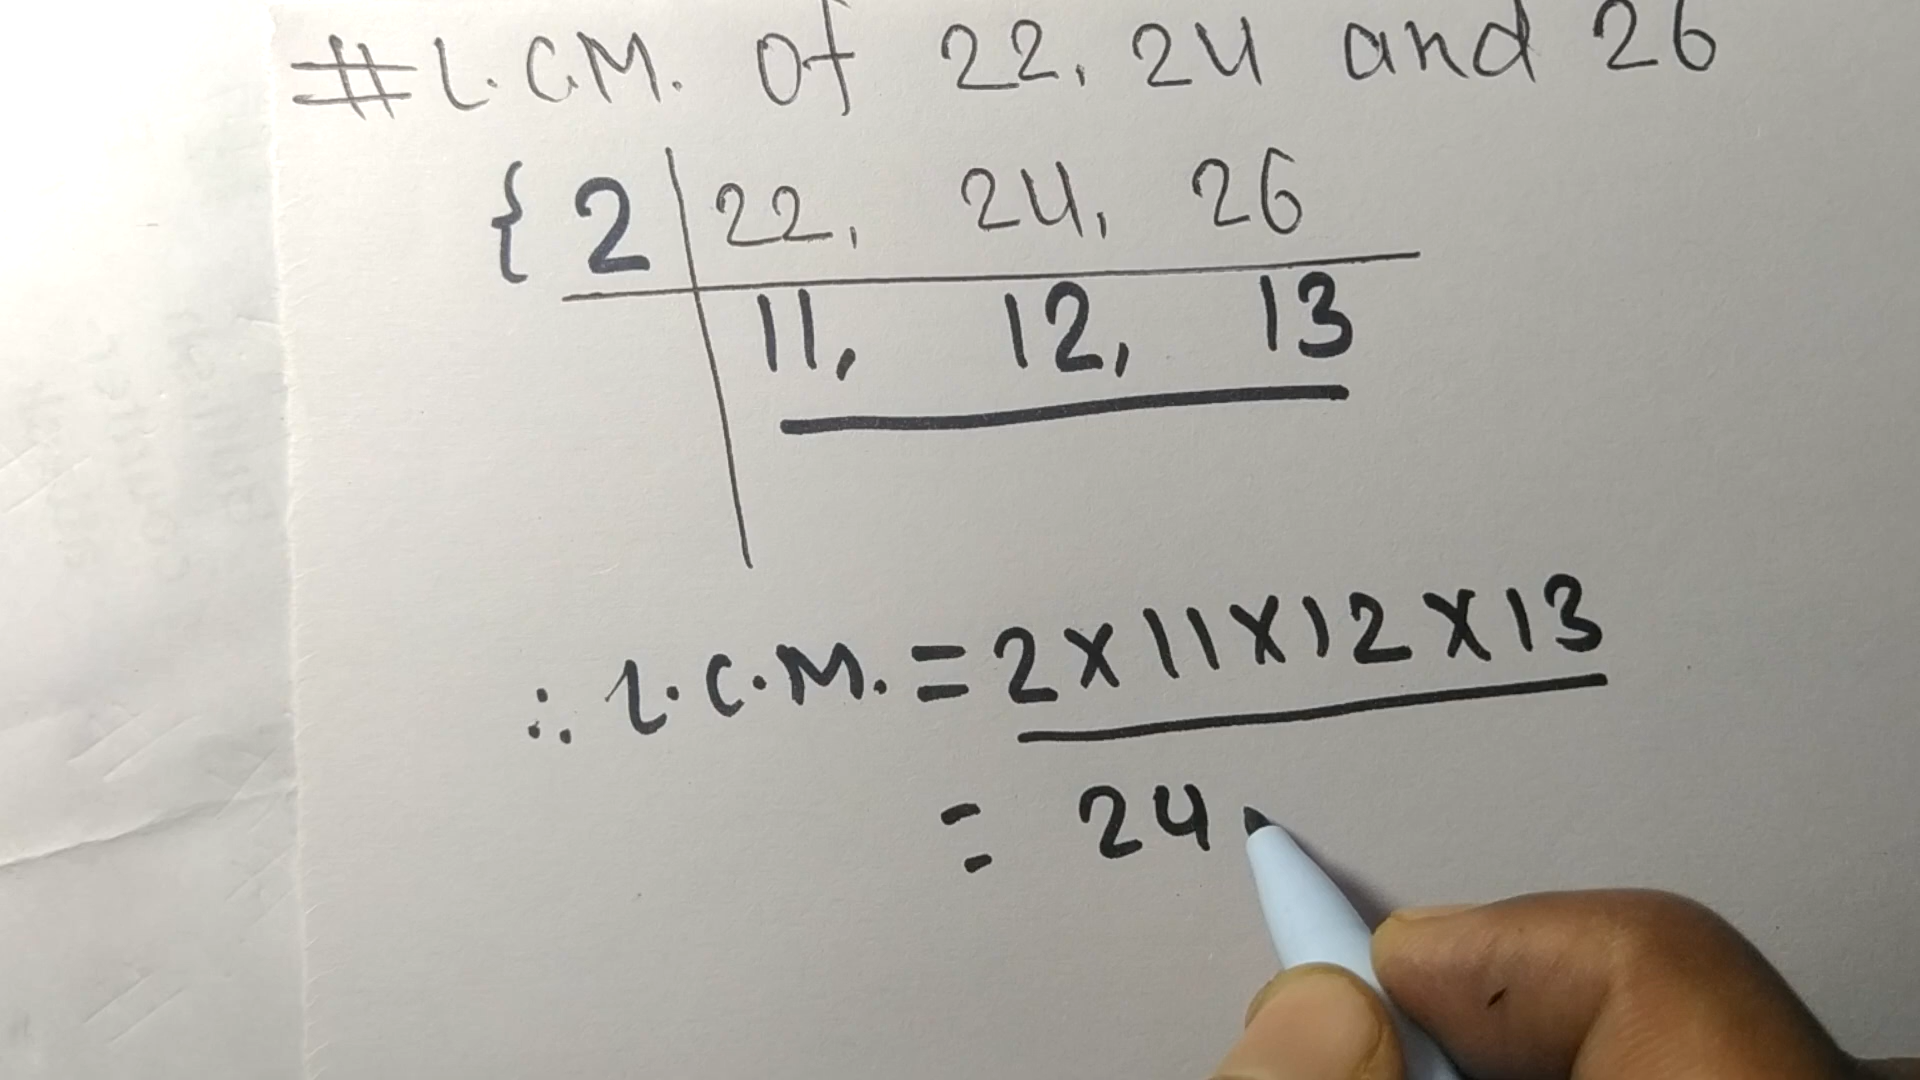 # L.C.M. of 22, 24 and 26
{ 2 | 22, 24, 26
11, 12, 13
∴ L.C.M. = 2 × 11 × 12 × 13
= 24